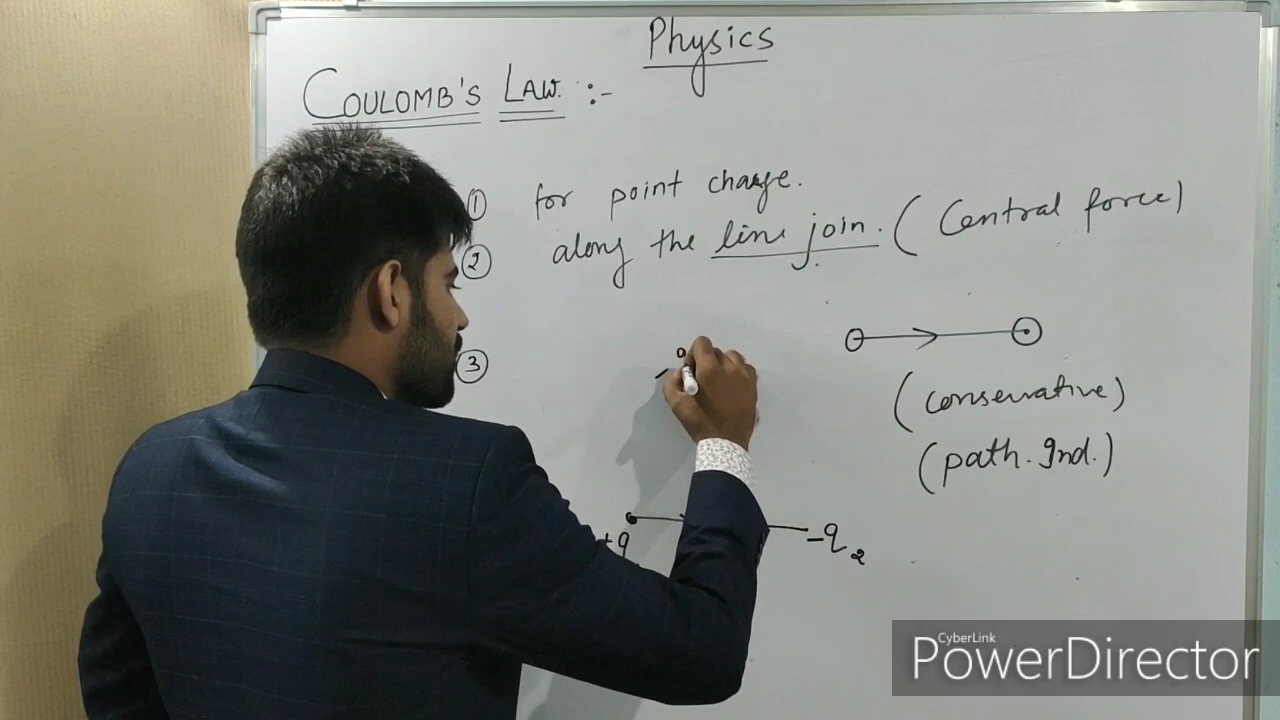 Physics
COULOMB'S LAW :-
① for point charge.
② along the line join. (Central force)
③
(conservative)
(path. Ind.)
+q
-q₂
CyberLink
PowerDirector